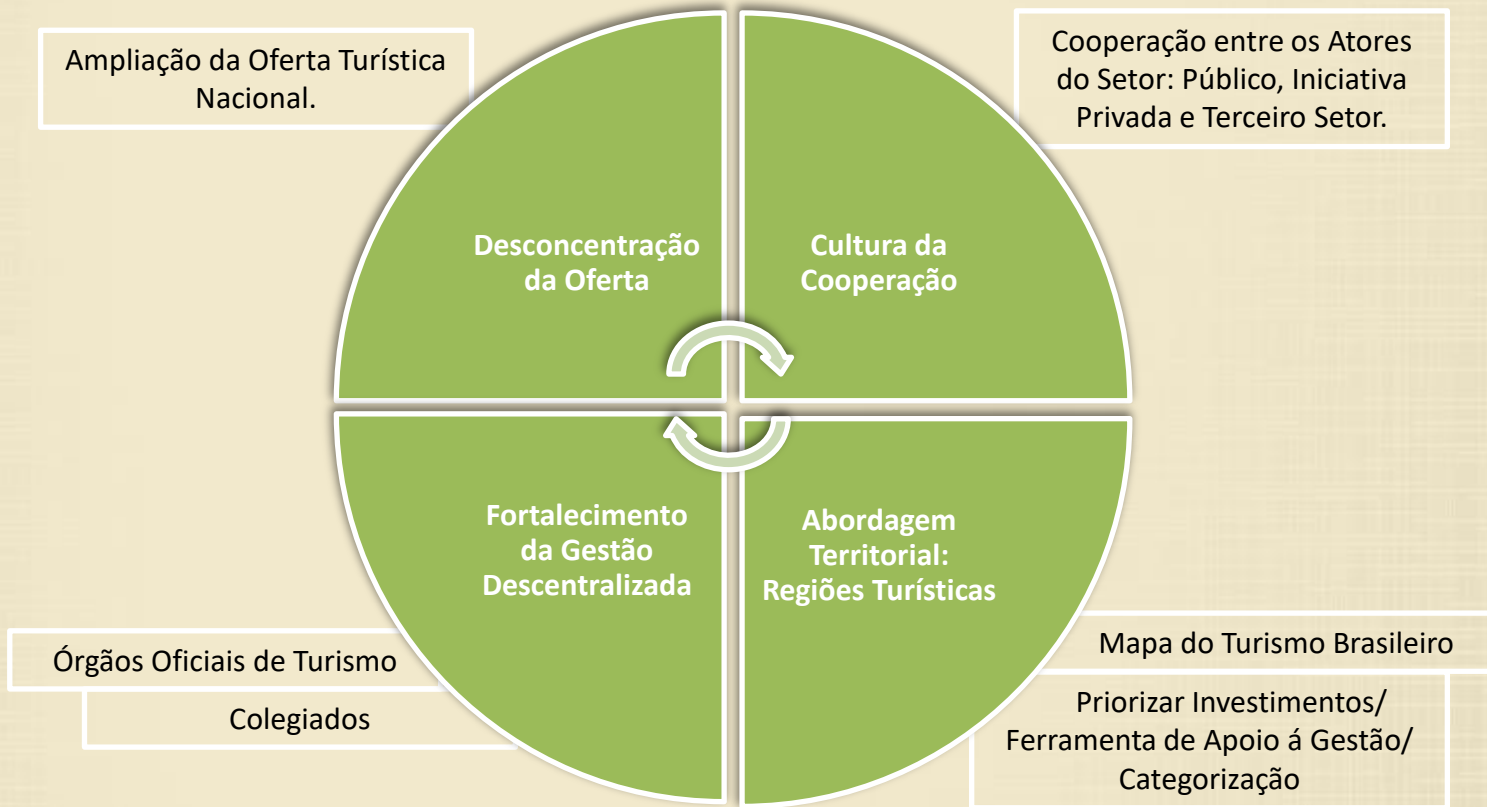 Ampliação da Oferta Turística
Nacional.
Cooperação entre os Atores
do Setor: Público, Iniciativa
Privada e Terceiro Setor.
Desconcentração
da Oferta
Cultura da
Cooperação
Fortalecimento
da Gestão
Descentralizada
Abordagem
Territorial:
Regiões Turísticas
Órgãos Oficiais de Turismo
Colegiados
Mapa do Turismo Brasileiro
Priorizar Investimentos/
Ferramenta de Apoio á Gestão/
Categorização